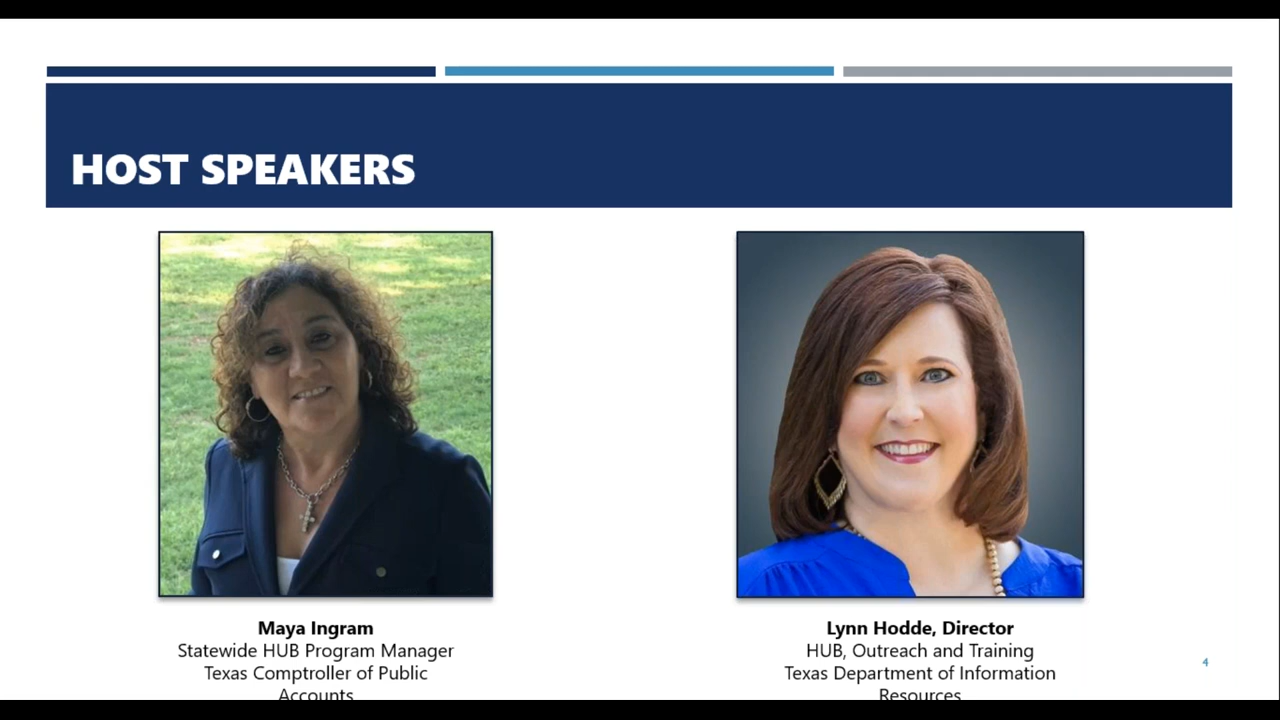 HOST SPEAKERS
Maya Ingram
Statewide HUB Program Manager
Texas Comptroller of Public
Accounts
Lynn Hodde, Director
HUB, Outreach and Training
Texas Department of Information
Resources
4